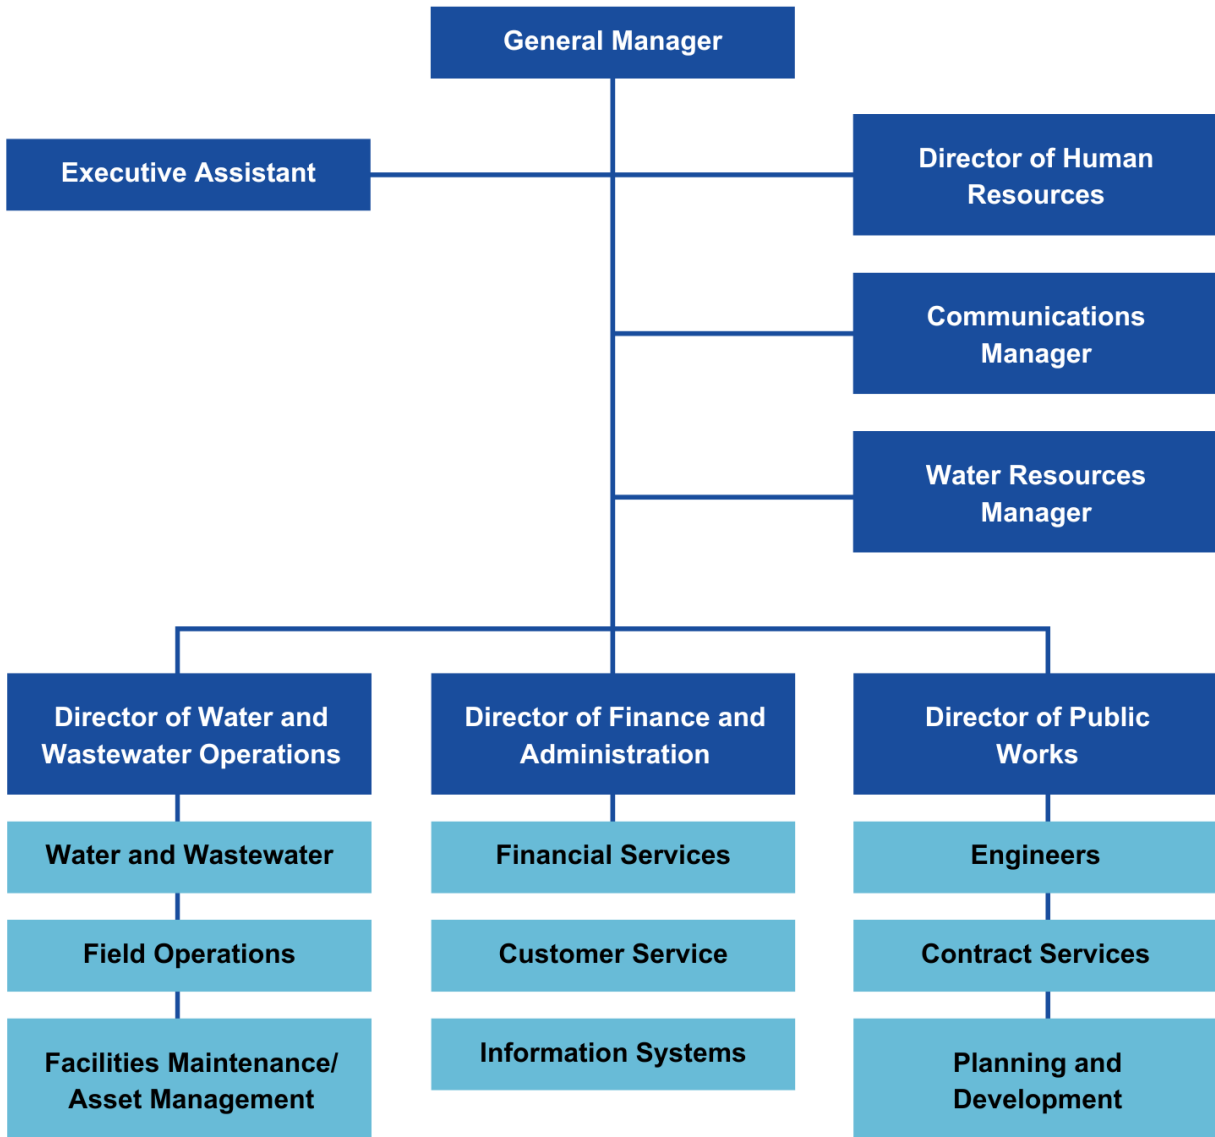 General Manager
Executive Assistant
Director of Human
Resources
Communications
Manager
Water Resources
Manager
Director of Water and
Wastewater Operations
Director of Finance and
Administration
Director of Public
Works
Water and Wastewater
Financial Services
Engineers
Field Operations
Customer Service
Contract Services
Facilities Maintenance/
Asset Management
Information Systems
Planning and
Development